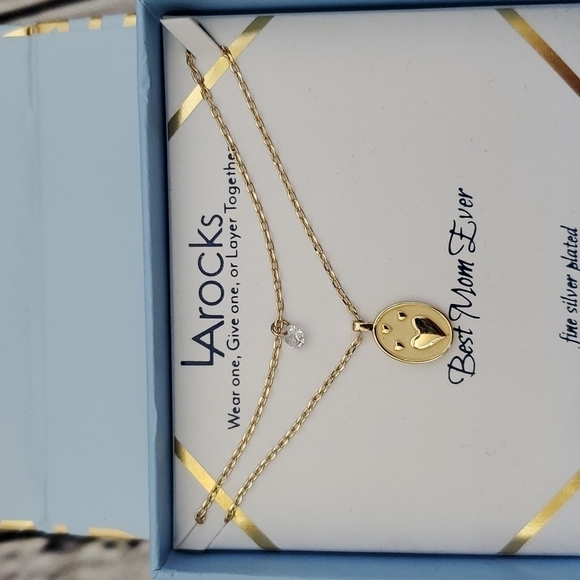 LArocks
Wear one, Give one, or Layer Together
Best Mom Ever
fine silver plated